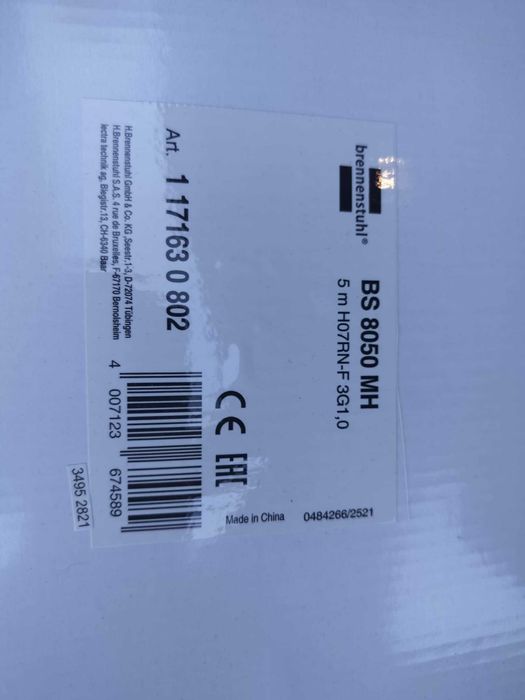 brennenstuhl®
BS 8050 MH
5 m H07RN-F 3G1,0
Art. 1 17163 0 802
H.Brennenstuhl GmbH & Co. KG ,Seestr.1-3, D-72074 Tübingen
H.Brennenstuhl S.A.S. 4 rue de Bruxelles, F-67170 Bernolsheim
lectra technik ag, Blegistr.13, CH-6340 Baar
CE EAC
Made in China 0484266/2521
4 007123 674589
3495 2821